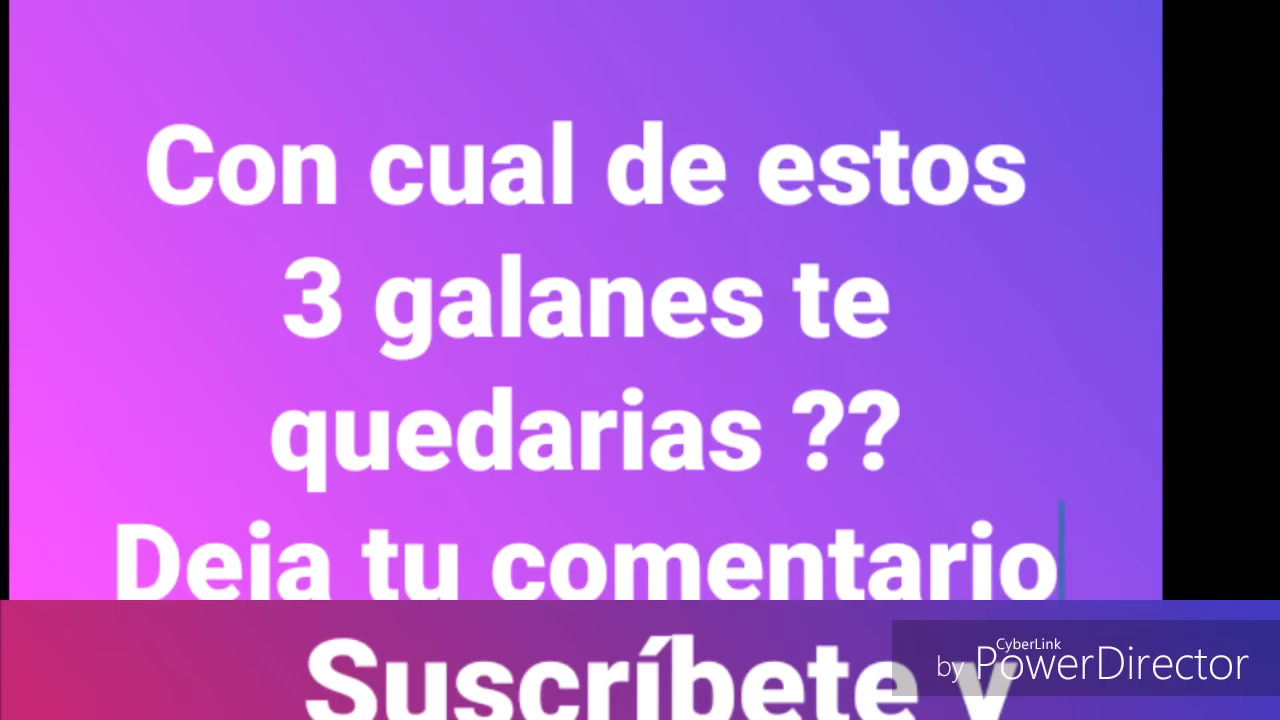 Con cual de estos
3 galanes te
quedarias ??
Deja tu comentario
Suscríbete y
CyberLink
by PowerDirector